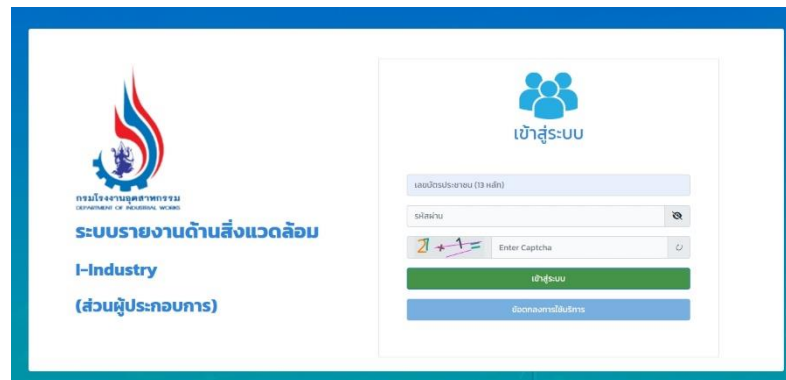 กรมโรงงานอุตสาหกรรม
DEPARTMENT OF INDUSTRIAL WORKS
ระบบรายงานด้านสิ่งแวดล้อม
I-Industry
(ส่วนผู้ประกอบการ)
เข้าสู่ระบบ
เลขบัตรประชาชน (13 หลัก)
รหัสผ่าน
Enter Captcha
เข้าสู่ระบบ
ข้อตกลงการใช้บริการ